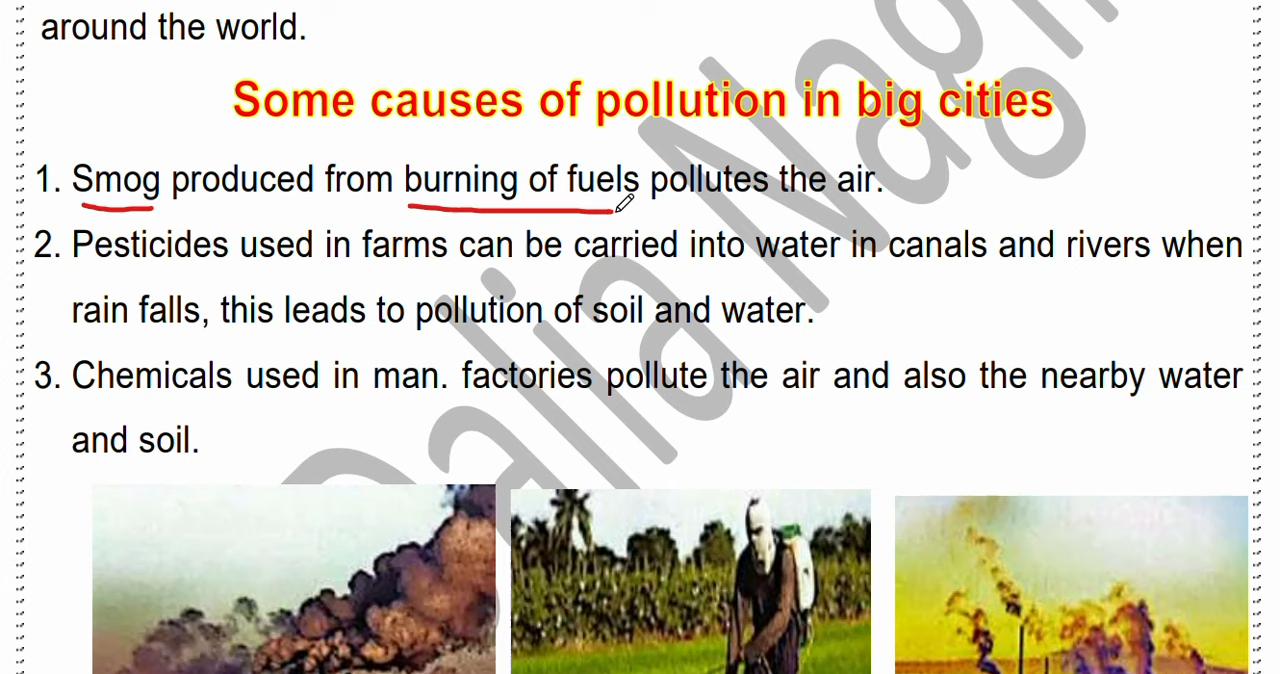 around the world.
Some causes of pollution in big cities
1. Smog produced from burning of fuels pollutes the air.
2. Pesticides used in farms can be carried into water in canals and rivers when
rain falls, this leads to pollution of soil and water.
3. Chemicals used in man. factories pollute the air and also the nearby water
and soil.